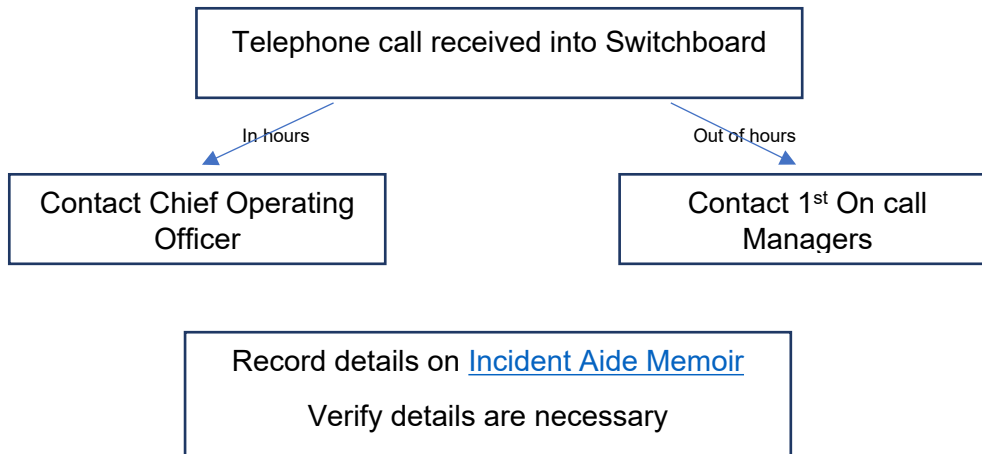 Telephone call received into Switchboard
In hours
Out of hours
Contact Chief Operating
Officer
Contact 1st On call
Managers
Record details on Incident Aide Memoir
Verify details are necessary